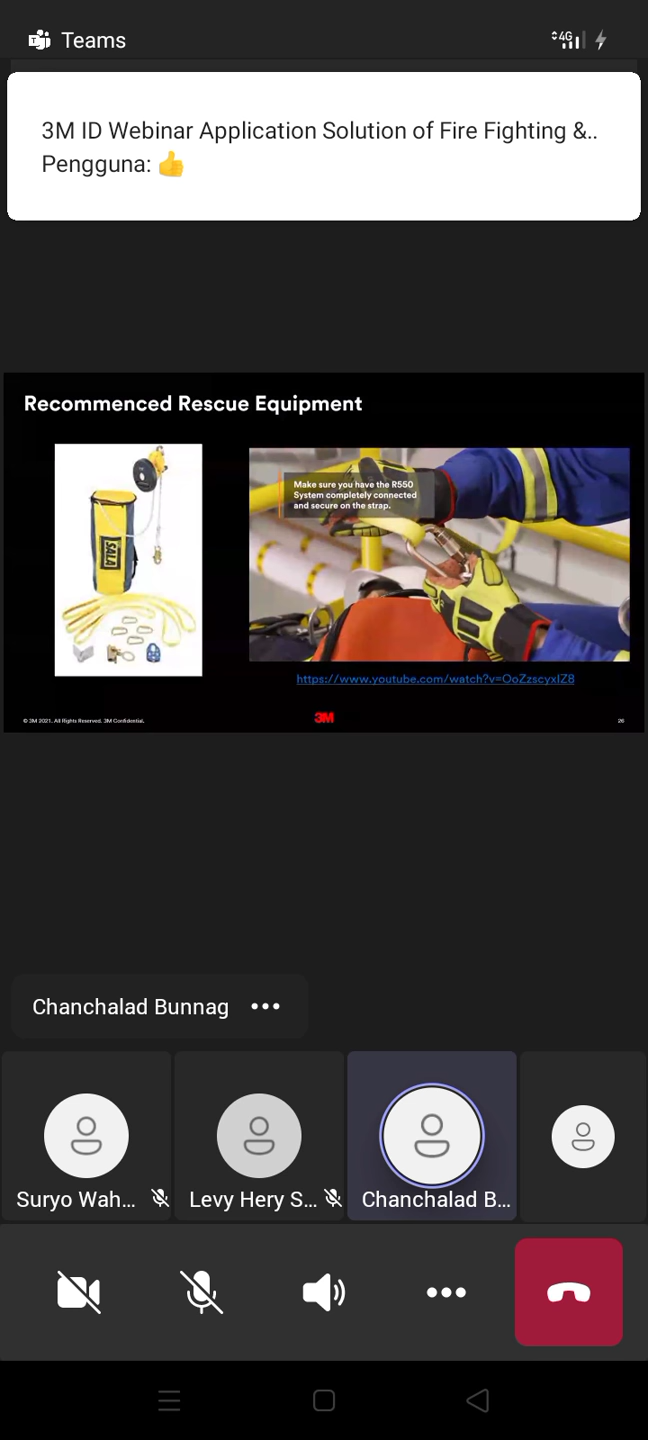 Teams
4G
3M ID Webinar Application Solution of Fire Fighting &..
Pengguna: 👍
Recommenced Rescue Equipment
SALA
Make sure you have the R550
System completely connected
and secure on the strap.
https://www.youtube.com/watch?v=OoZzscyxIZ8
© 3M 2021. All Rights Reserved. 3M Confidential.
3M
26
Chanchalad Bunnag
Suryo Wah...
Levy Hery S...
Chanchalad B...